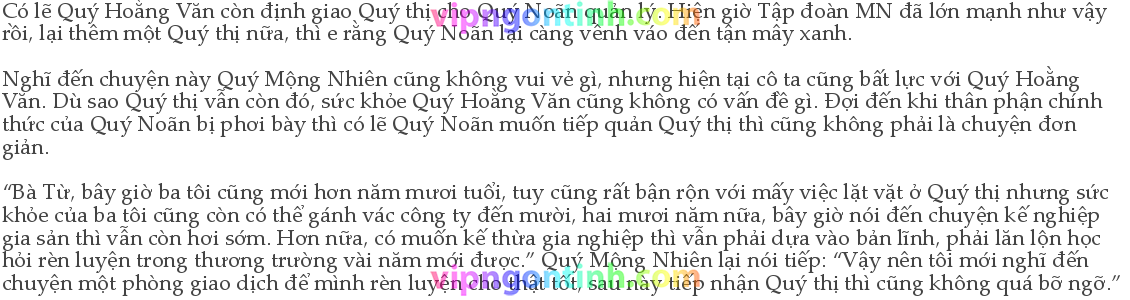 Có lẽ Quý Hoằng Văn còn định giao Quý thị cho Quý Noãn quản lý, hiện giờ Tập đoàn MN đã lớn mạnh như vậy
vipngontinh.com
rồi, lại thêm một Quý thị nữa, thì e rằng Quý Noãn lại càng vênh váo đến tận mây xanh.
Nghĩ đến chuyện này Quý Mộng Nhiên cũng không vui vẻ gì, nhưng hiện tại cô ta cũng bất lực với Quý Hoằng
Văn. Dù sao Quý thị vẫn còn đó, sức khỏe Quý Hoằng Văn cũng không có vấn đề gì. Đợi đến khi thân phận chính
thức của Quý Noãn bị phơi bày thì có lẽ Quý Noãn muốn tiếp quản Quý thị thì cũng không phải là chuyện đơn
giản.
“Bà Từ, bây giờ ba tôi cũng mới hơn năm mươi tuổi, tuy cũng rất bận rộn với mấy việc lặt vặt ở Quý thị nhưng sức
khỏe của ba tôi cũng còn có thể gánh vác công ty đến mười, hai mươi năm nữa, bây giờ nói đến chuyện kế nghiệp
gia sản thì vẫn còn hơi sớm. Hơn nữa, có muốn kế thừa gia nghiệp thì vẫn phải dựa vào bản lĩnh, phải lăn lộn học
hỏi rèn luyện trong thương trường vài năm mới được.” Quý Mộng Nhiên lại nói tiếp: “Vậy nên tôi mới nghĩ đến
chuyện một phòng giao dịch để mình rèn luyện cho thật tốt, sau này tiếp nhận Quý thị thì cũng không quá bỡ ngỡ.”
vipngontinh.com